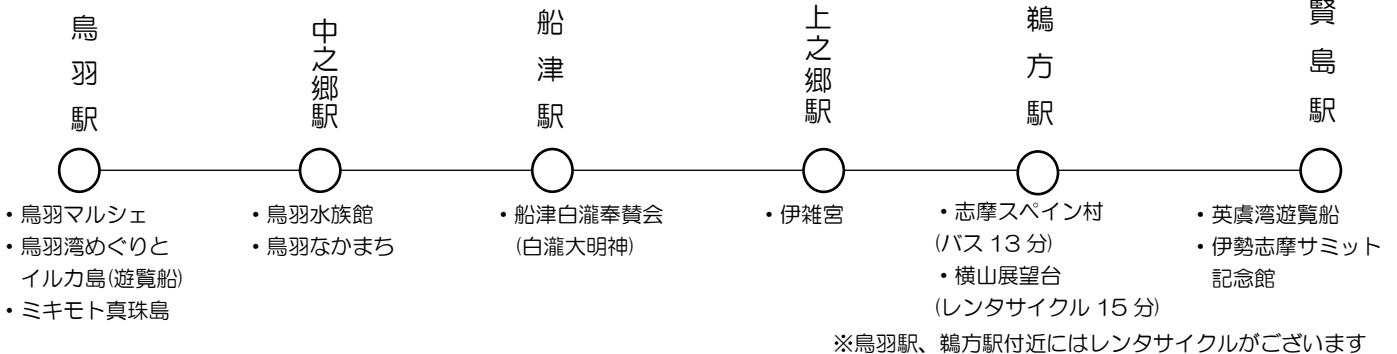 鳥羽駅
中之郷駅
船津駅
上之郷駅
鵜方駅
賢島駅
・鳥羽マルシェ
・鳥羽湾めぐりと
イルカ島(遊覧船)
・ミキモト真珠島
・鳥羽水族館
・鳥羽なかまち
・船津白瀧奉賛会
(白瀧大明神)
・伊雑宮
・志摩スペイン村
(バス 13 分)
・横山展望台
(レンタサイクル 15 分)
・英虞湾遊覧船
・伊勢志摩サミット
記念館
※鳥羽駅、鵜方駅付近にはレンタサイクルがございます